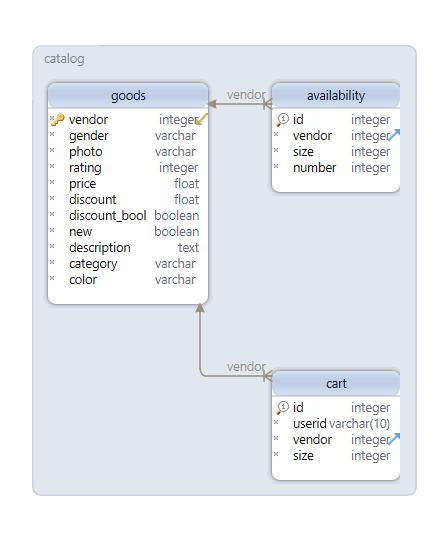 catalog
goods
vendor integer
gender varchar
photo varchar
rating integer
price float
discount float
discount_bool boolean
new boolean
description text
category varchar
color varchar
vendor
availability
id integer
vendor integer
size integer
number integer
vendor
cart
id integer
userid varchar(10)
vendor integer
size integer